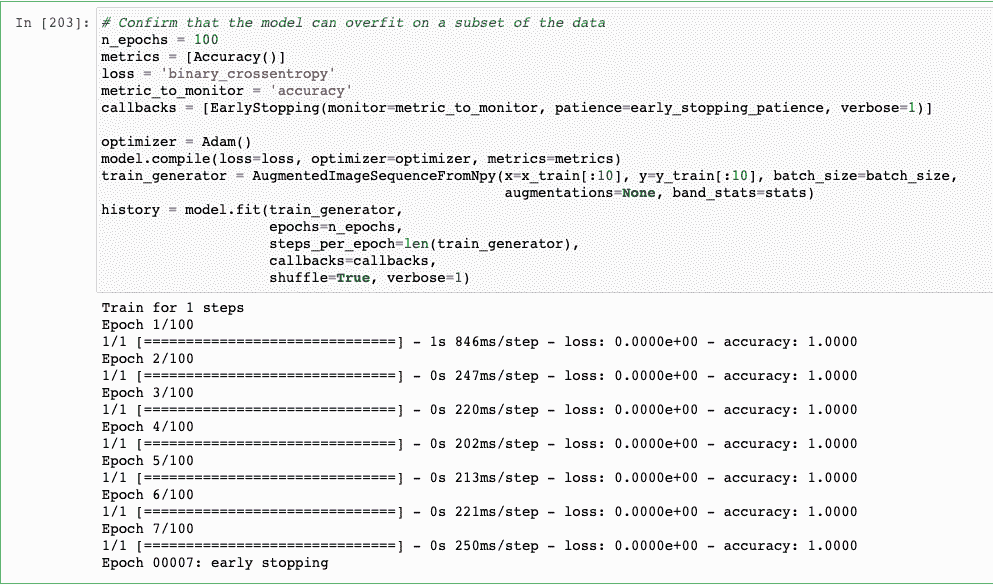 In [203]: # Confirm that the model can overfit on a subset of the data
n_epochs = 100
metrics = [Accuracy()]
loss = 'binary_crossentropy'
metric_to_monitor = 'accuracy'
callbacks = [EarlyStopping(monitor=metric_to_monitor, patience=early_stopping_patience, verbose=1)]
optimizer = Adam()
model.compile(loss=loss, optimizer=optimizer, metrics=metrics)
train_generator = AugmentedImageSequenceFromNpy(x=x_train[:10], y=y_train[:10], batch_size=batch_size,
augmentations=None, band_stats=stats)
history = model.fit(train_generator,
epochs=n_epochs,
steps_per_epoch=len(train_generator),
callbacks=callbacks,
shuffle=True, verbose=1)
Train for 1 steps
Epoch 1/100
1/1 [==============================] - 1s 846ms/step - loss: 0.0000e+00 - accuracy: 1.0000
Epoch 2/100
1/1 [==============================] - 0s 247ms/step - loss: 0.0000e+00 - accuracy: 1.0000
Epoch 3/100
1/1 [==============================] - 0s 220ms/step - loss: 0.0000e+00 - accuracy: 1.0000
Epoch 4/100
1/1 [==============================] - 0s 202ms/step - loss: 0.0000e+00 - accuracy: 1.0000
Epoch 5/100
1/1 [==============================] - 0s 213ms/step - loss: 0.0000e+00 - accuracy: 1.0000
Epoch 6/100
1/1 [==============================] - 0s 221ms/step - loss: 0.0000e+00 - accuracy: 1.0000
Epoch 7/100
1/1 [==============================] - 0s 250ms/step - loss: 0.0000e+00 - accuracy: 1.0000
Epoch 00007: early stopping